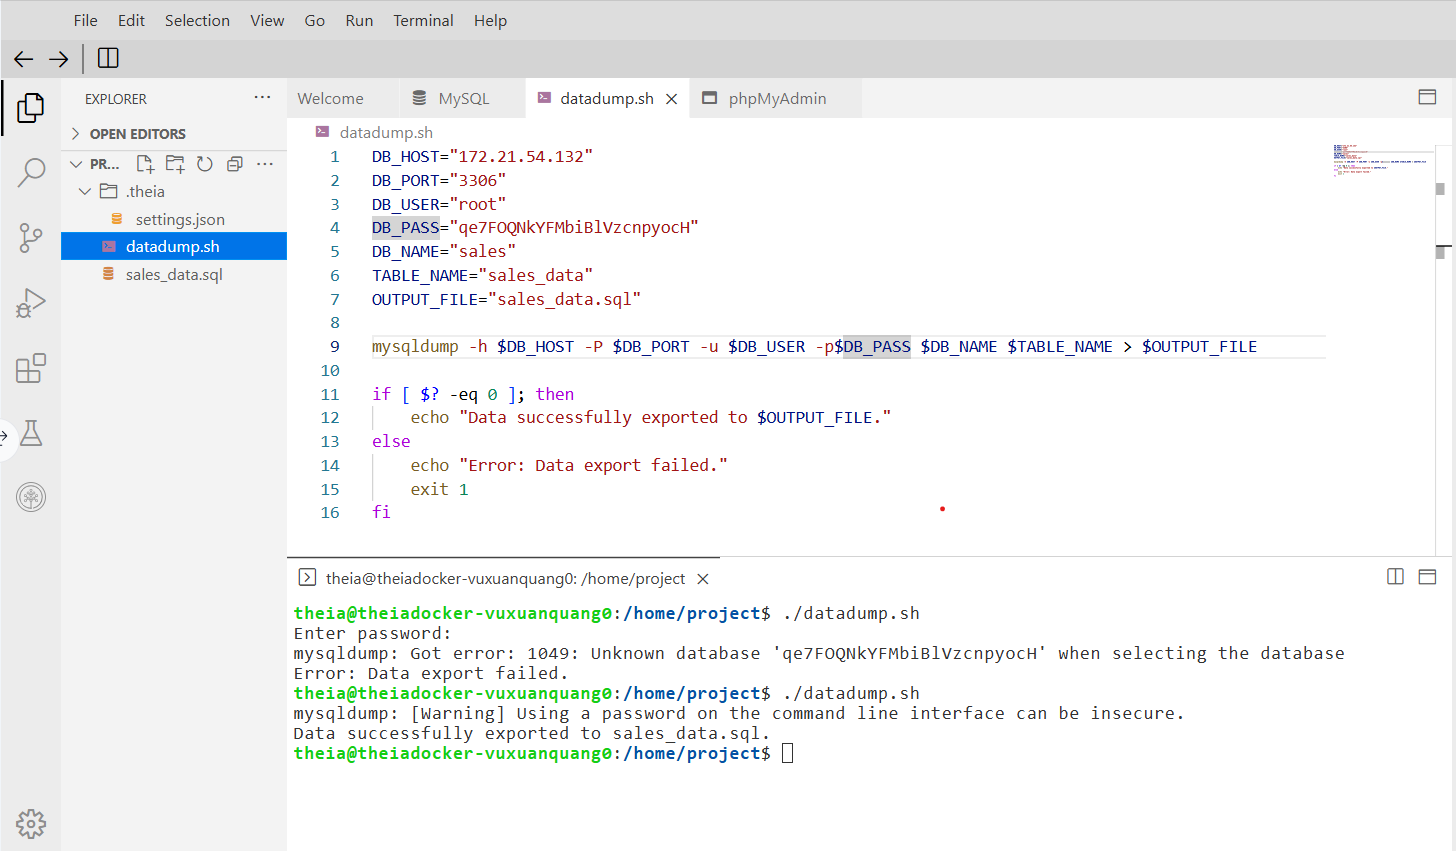 File Edit Selection View Go Run Terminal Help
EXPLORER ...
OPEN EDITORS
PR... ...
.theia
settings.json
datadump.sh
sales_data.sql
Welcome MySQL datadump.sh phpMyAdmin
datadump.sh
1 DB_HOST="172.21.54.132"
2 DB_PORT="3306"
3 DB_USER="root"
4 DB_PASS="qe7FOQNkYFMbiBlVzcnpyocH"
5 DB_NAME="sales"
6 TABLE_NAME="sales_data"
7 OUTPUT_FILE="sales_data.sql"
8
9 mysqldump -h $DB_HOST -P $DB_PORT -u $DB_USER -p$DB_PASS $DB_NAME $TABLE_NAME > $OUTPUT_FILE
10
11 if [ $? -eq 0 ]; then
12 echo "Data successfully exported to $OUTPUT_FILE."
13 else
14 echo "Error: Data export failed."
15 exit 1
16 fi
theia@theiadocker-vuxuanquang0: /home/project
theia@theiadocker-vuxuanquang0:/home/project$ ./datadump.sh
Enter password:
mysqldump: Got error: 1049: Unknown database 'qe7FOQNkYFMbiBlVzcnpyocH' when selecting the database
Error: Data export failed.
theia@theiadocker-vuxuanquang0:/home/project$ ./datadump.sh
mysqldump: [Warning] Using a password on the command line interface can be insecure.
Data successfully exported to sales_data.sql.
theia@theiadocker-vuxuanquang0:/home/project$